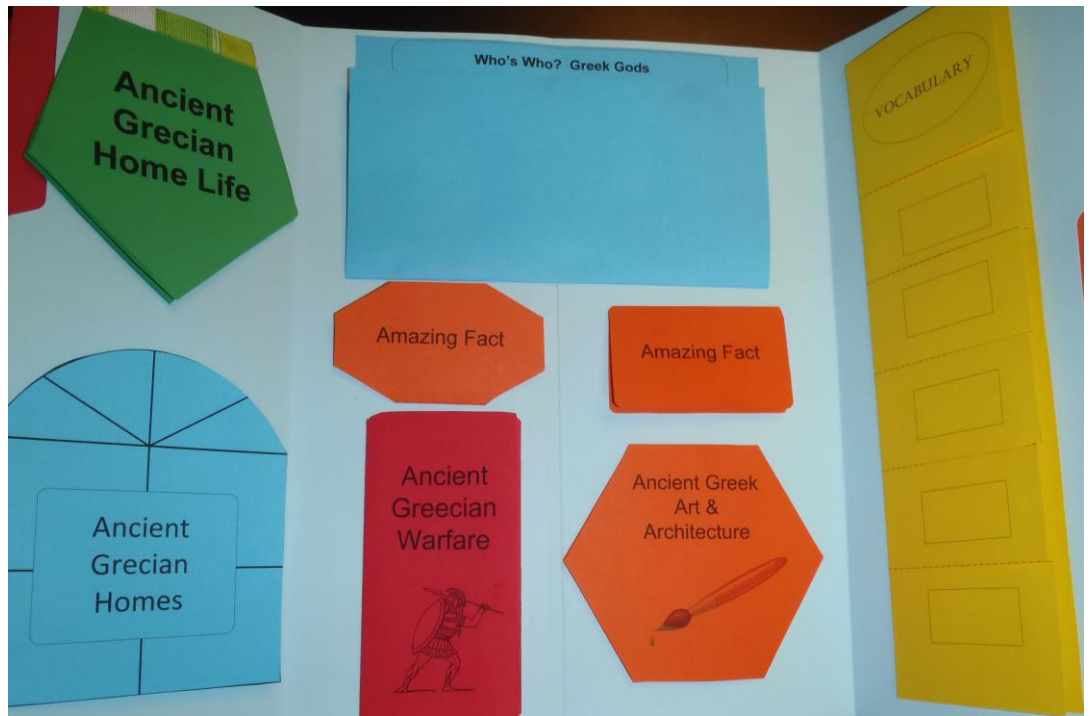 Ancient
Grecian
Home Life
Who's Who?  Greek Gods
VOCABULARY
Amazing Fact
Amazing Fact
Ancient
Grecian
Homes
Ancient
Greecian
Warfare
Ancient Greek
Art &
Architecture